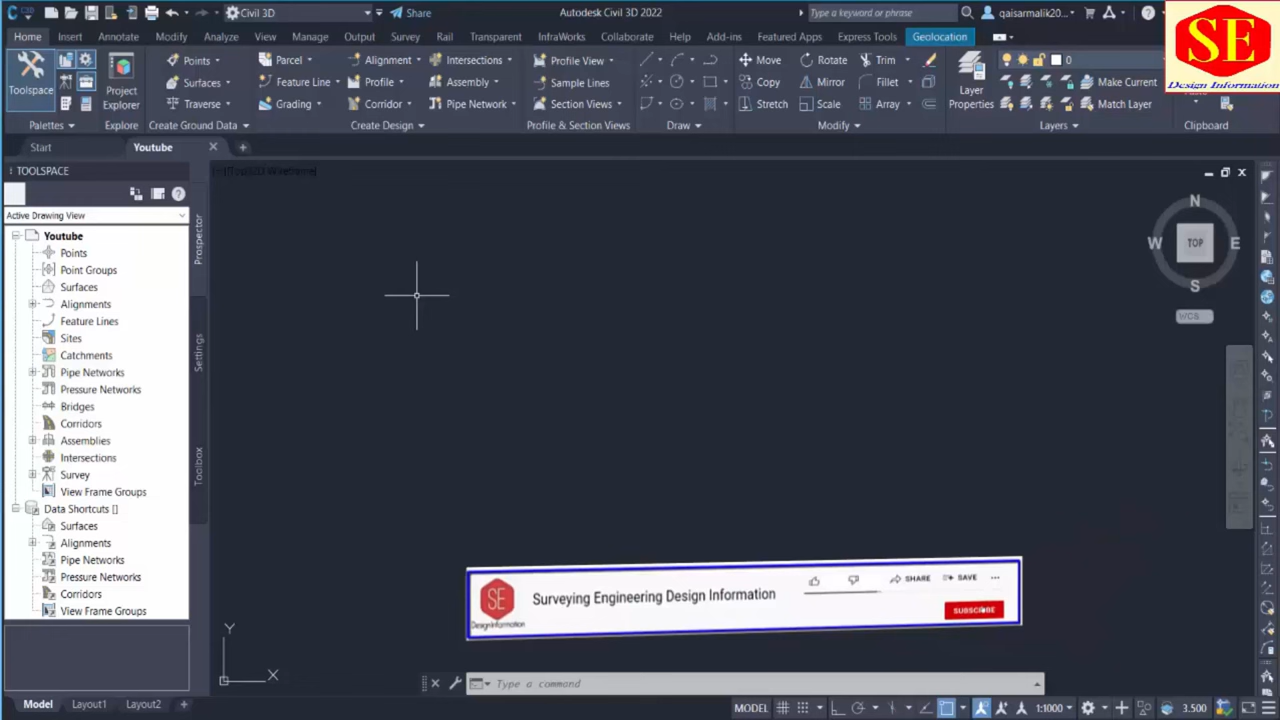 Civil 3D
Share
Autodesk Civil 3D 2022
Type a keyword or phrase
qaisarmalik20...
SE
Design Information
Home Insert Annotate Modify Analyze View Manage Output Survey Rail Transparent InfraWorks Collaborate Help Add-ins Featured Apps Express Tools Geolocation
Toolspace
Palettes
Project Explorer
Explore
Points
Surfaces
Traverse
Create Ground Data
Parcel
Feature Line
Grading
Alignment
Profile
Corridor
Intersections
Assembly
Pipe Network
Create Design
Profile View
Sample Lines
Section Views
Profile & Section Views
Draw
Move
Copy
Stretch
Rotate
Mirror
Scale
Trim
Fillet
Array
Modify
Layer Properties
0
Make Current
Match Layer
Layers
Clipboard
Start
Youtube
TOOLSPACE
Active Drawing View
Youtube
Points
Point Groups
Surfaces
Alignments
Feature Lines
Sites
Catchments
Pipe Networks
Pressure Networks
Bridges
Corridors
Assemblies
Intersections
Survey
View Frame Groups
Data Shortcuts []
Surfaces
Alignments
Pipe Networks
Pressure Networks
Corridors
View Frame Groups
Prospector
Settings
Toolbox
N
W TOP E
S
WCS
SE
Design Information
Surveying Engineering Design Information
SHARE
SAVE
SUBSCRIBE
Y
X
Type a command
Model Layout1 Layout2
MODEL
1:1000
3.500